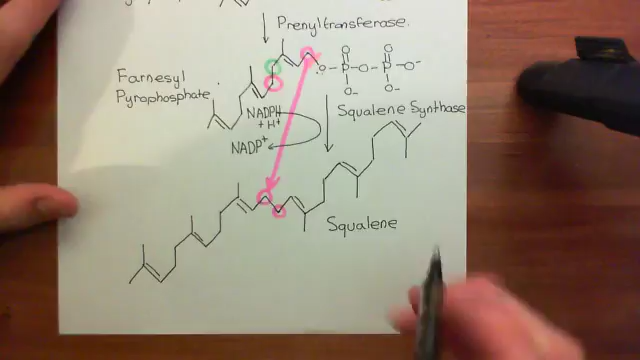 Prenyltransferase.
Farnesyl
Pyrophosphate.
O-P-O-P-O⁻
O
O
O⁻
O⁻
NADPH
+ H⁺
NADP⁺
Squalene Synthase
Squalene